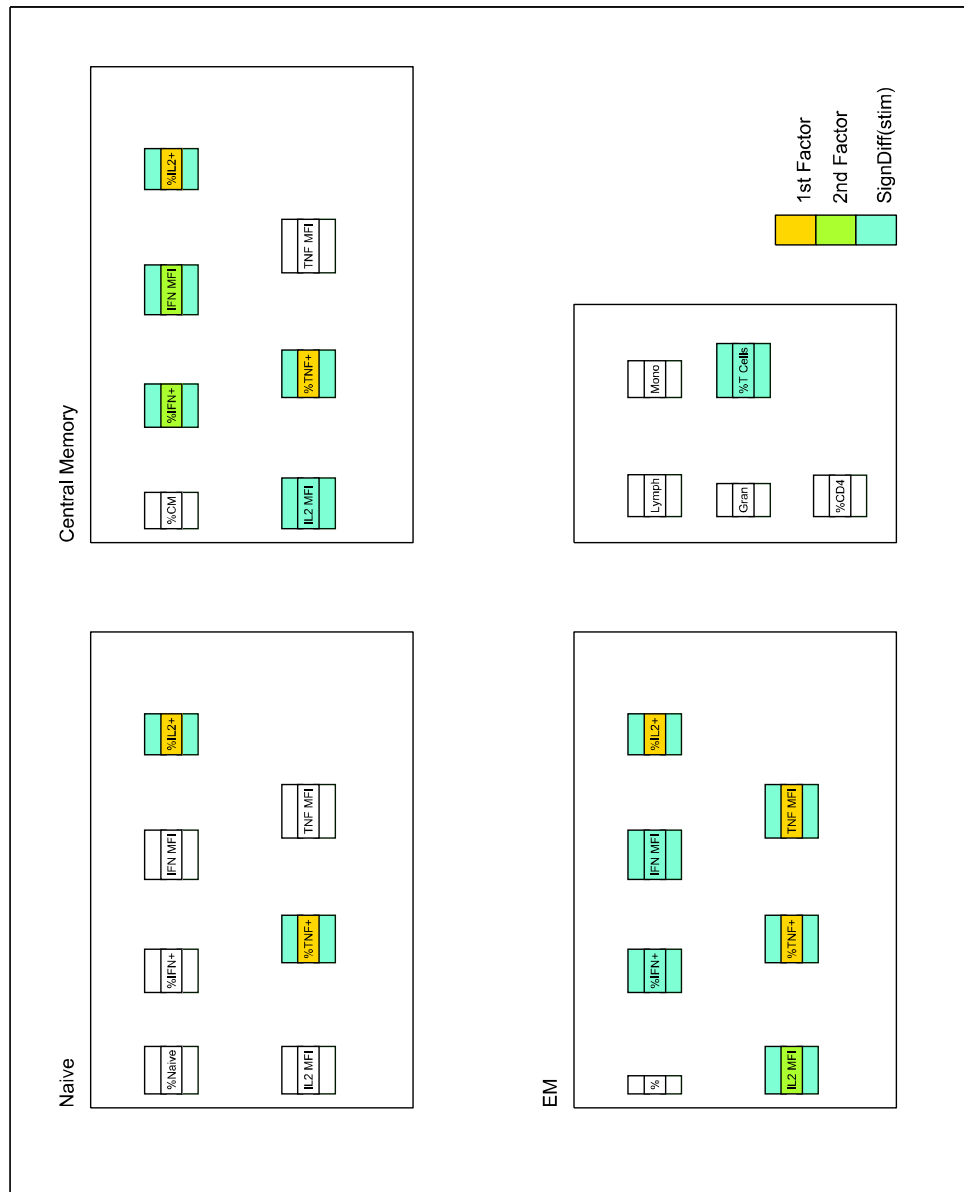 Naive
%Naive
%IFN+
IFN MFI
%IL2+
IL2 MFI
%TNF+
TNF MFI
Central Memory
%CM
%IFN+
IFN MFI
%IL2+
IL2 MFI
%TNF+
TNF MFI
EM
%
%IFN+
IFN MFI
%IL2+
IL2 MFI
%TNF+
TNF MFI
Lymph
Mono
Gran
%T Cells
%CD4
1st Factor
2nd Factor
SignDiff(stim)